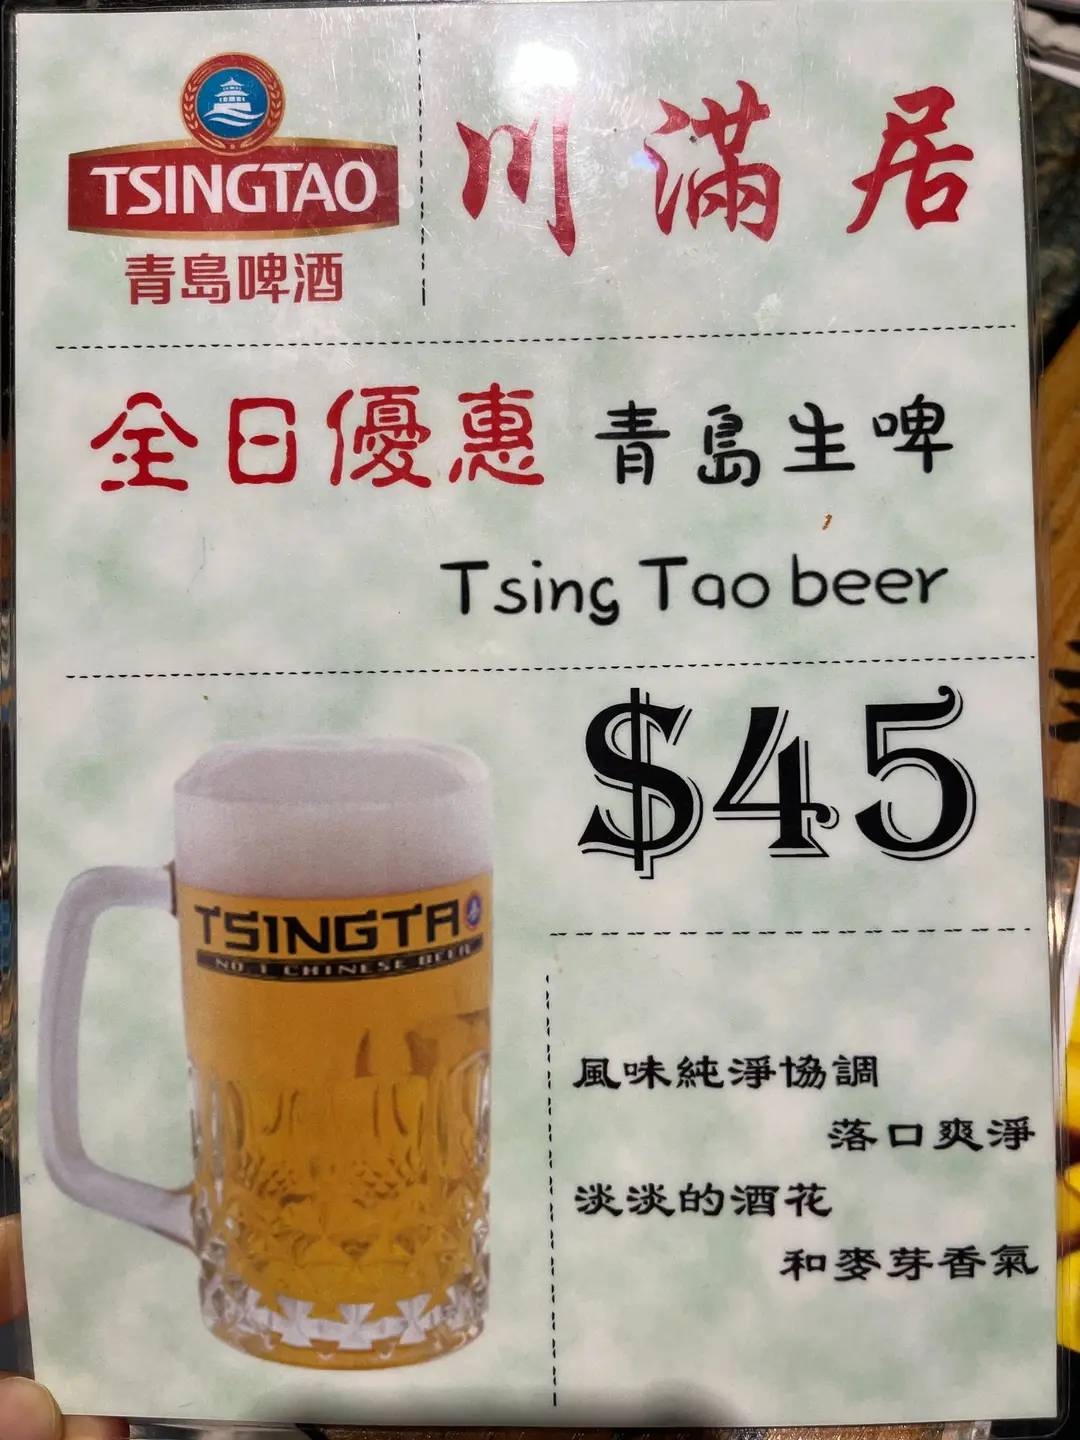 TSINGTAO
青島啤酒
川滿居
全日優惠 青島生啤
Tsing Tao beer
$45
TSINGTAO
NO.1 CHINESE BEER
風味純淨協調
落口爽淨
淡淡的酒花
和麥芽香氣